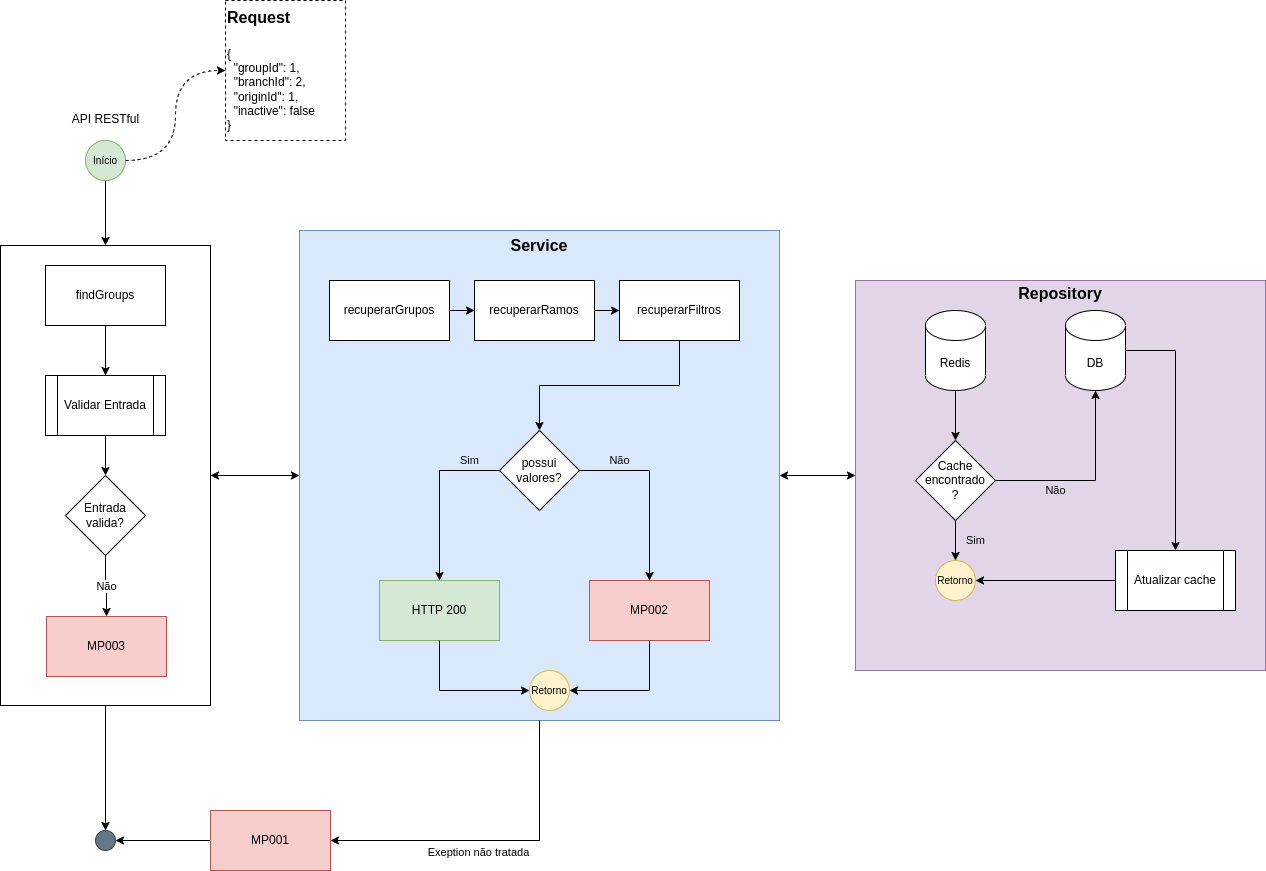 Request
{
"groupId": 1,
"branchId": 2,
"originId": 1,
"inactive": false
}
API RESTful
Início
findGroups
Validar Entrada
Entrada
valida?
Não
MP003
Service
recuperarGrupos
recuperarRamos
recuperarFiltros
possui
valores?
Sim
Não
HTTP 200
MP002
Retorno
Repository
Redis
DB
Cache
encontrado
?
Não
Sim
Retorno
Atualizar cache
MP001
Exeption não tratada